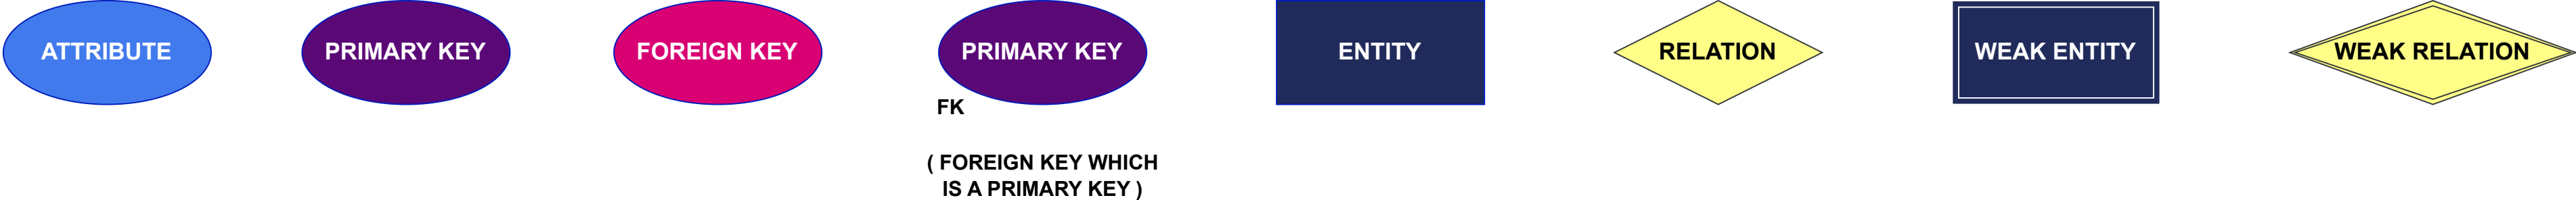 ATTRIBUTE
PRIMARY KEY
FOREIGN KEY
PRIMARY KEY
FK
( FOREIGN KEY WHICH
IS A PRIMARY KEY )
ENTITY
RELATION
WEAK ENTITY
WEAK RELATION